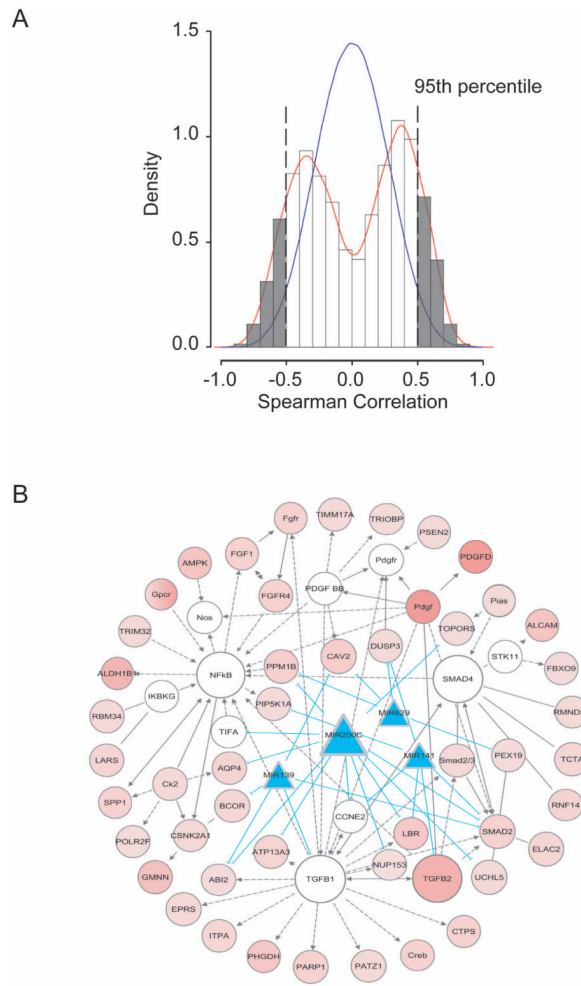 A
1.5
95th percentile
1.0
Density
0.5
0.0
-1.0 -0.5 0.0 0.5 1.0
Spearman Correlation
B
Fgfr
TIMM17A
TRIOBP
PSEN2
FGF1
Pdgfr
PDGFD
AMPK
PDGF BB
Gpcr
FGFR4
Pdgf
Pias
Nos
TOPORS
ALCAM
TRIM32
DUSP3
STK11
PPM1B
CAV2
FBXO9
ALDH1B1
NFkB
SMAD4
IKBKG
PIP5K1A
RBM34
MIR629
RMND5
TIFA
MIR200C
LARS
PEX19
TCTA
MIR141
Smad2/3
AQP4
MIR139
Ck2
SPP1
BCOR
RNF14
CCNE2
POLR2F
CSNK2A1
LBR
SMAD2
ATP13A3
ELAC2
NUP153
GMNN
ABI2
TGFB1
TGFB2
UCHL5
EPRS
ITPA
CTPS
PHGDH
PARP1
PATZ1
Creb